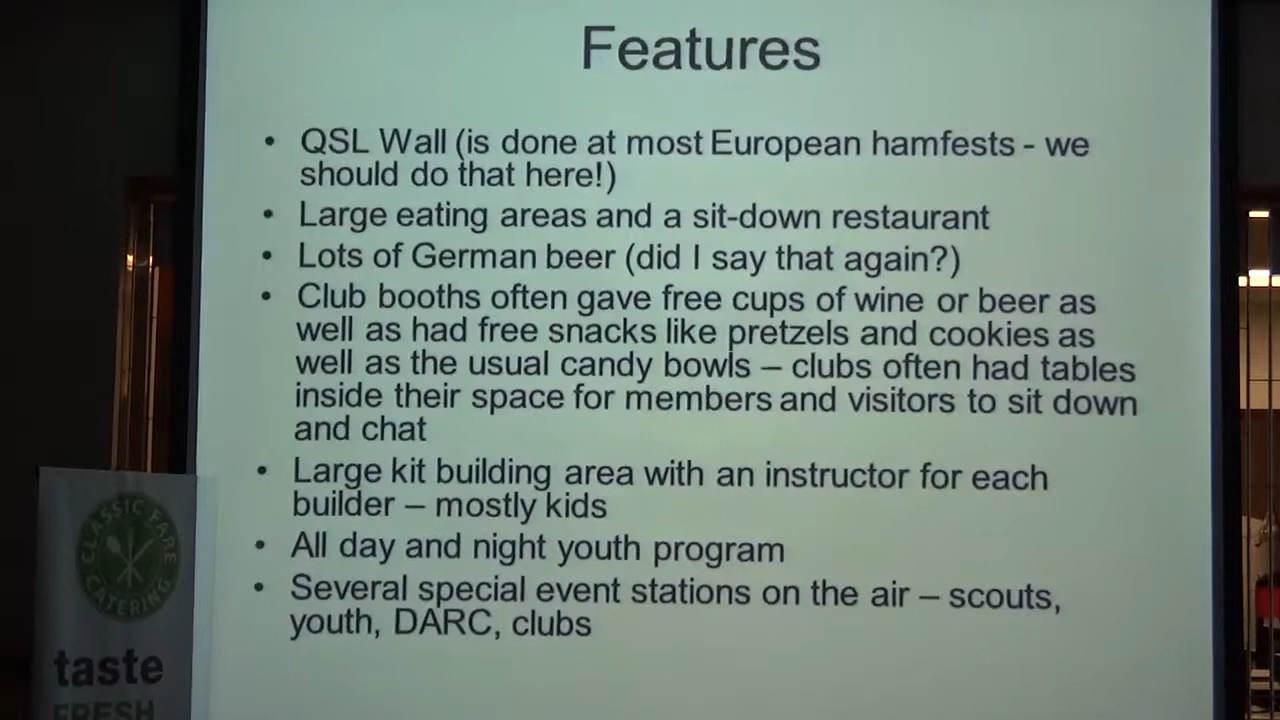 Features
• QSL Wall (is done at most European hamfests - we
should do that here!)
• Large eating areas and a sit-down restaurant
• Lots of German beer (did I say that again?)
• Club booths often gave free cups of wine or beer as
well as had free snacks like pretzels and cookies as
well as the usual candy bowls – clubs often had tables
inside their space for members and visitors to sit down
and chat
• Large kit building area with an instructor for each
builder – mostly kids
• All day and night youth program
• Several special event stations on the air – scouts,
youth, DARC, clubs
CLASSIC FARE
CATERING
taste
FRESH